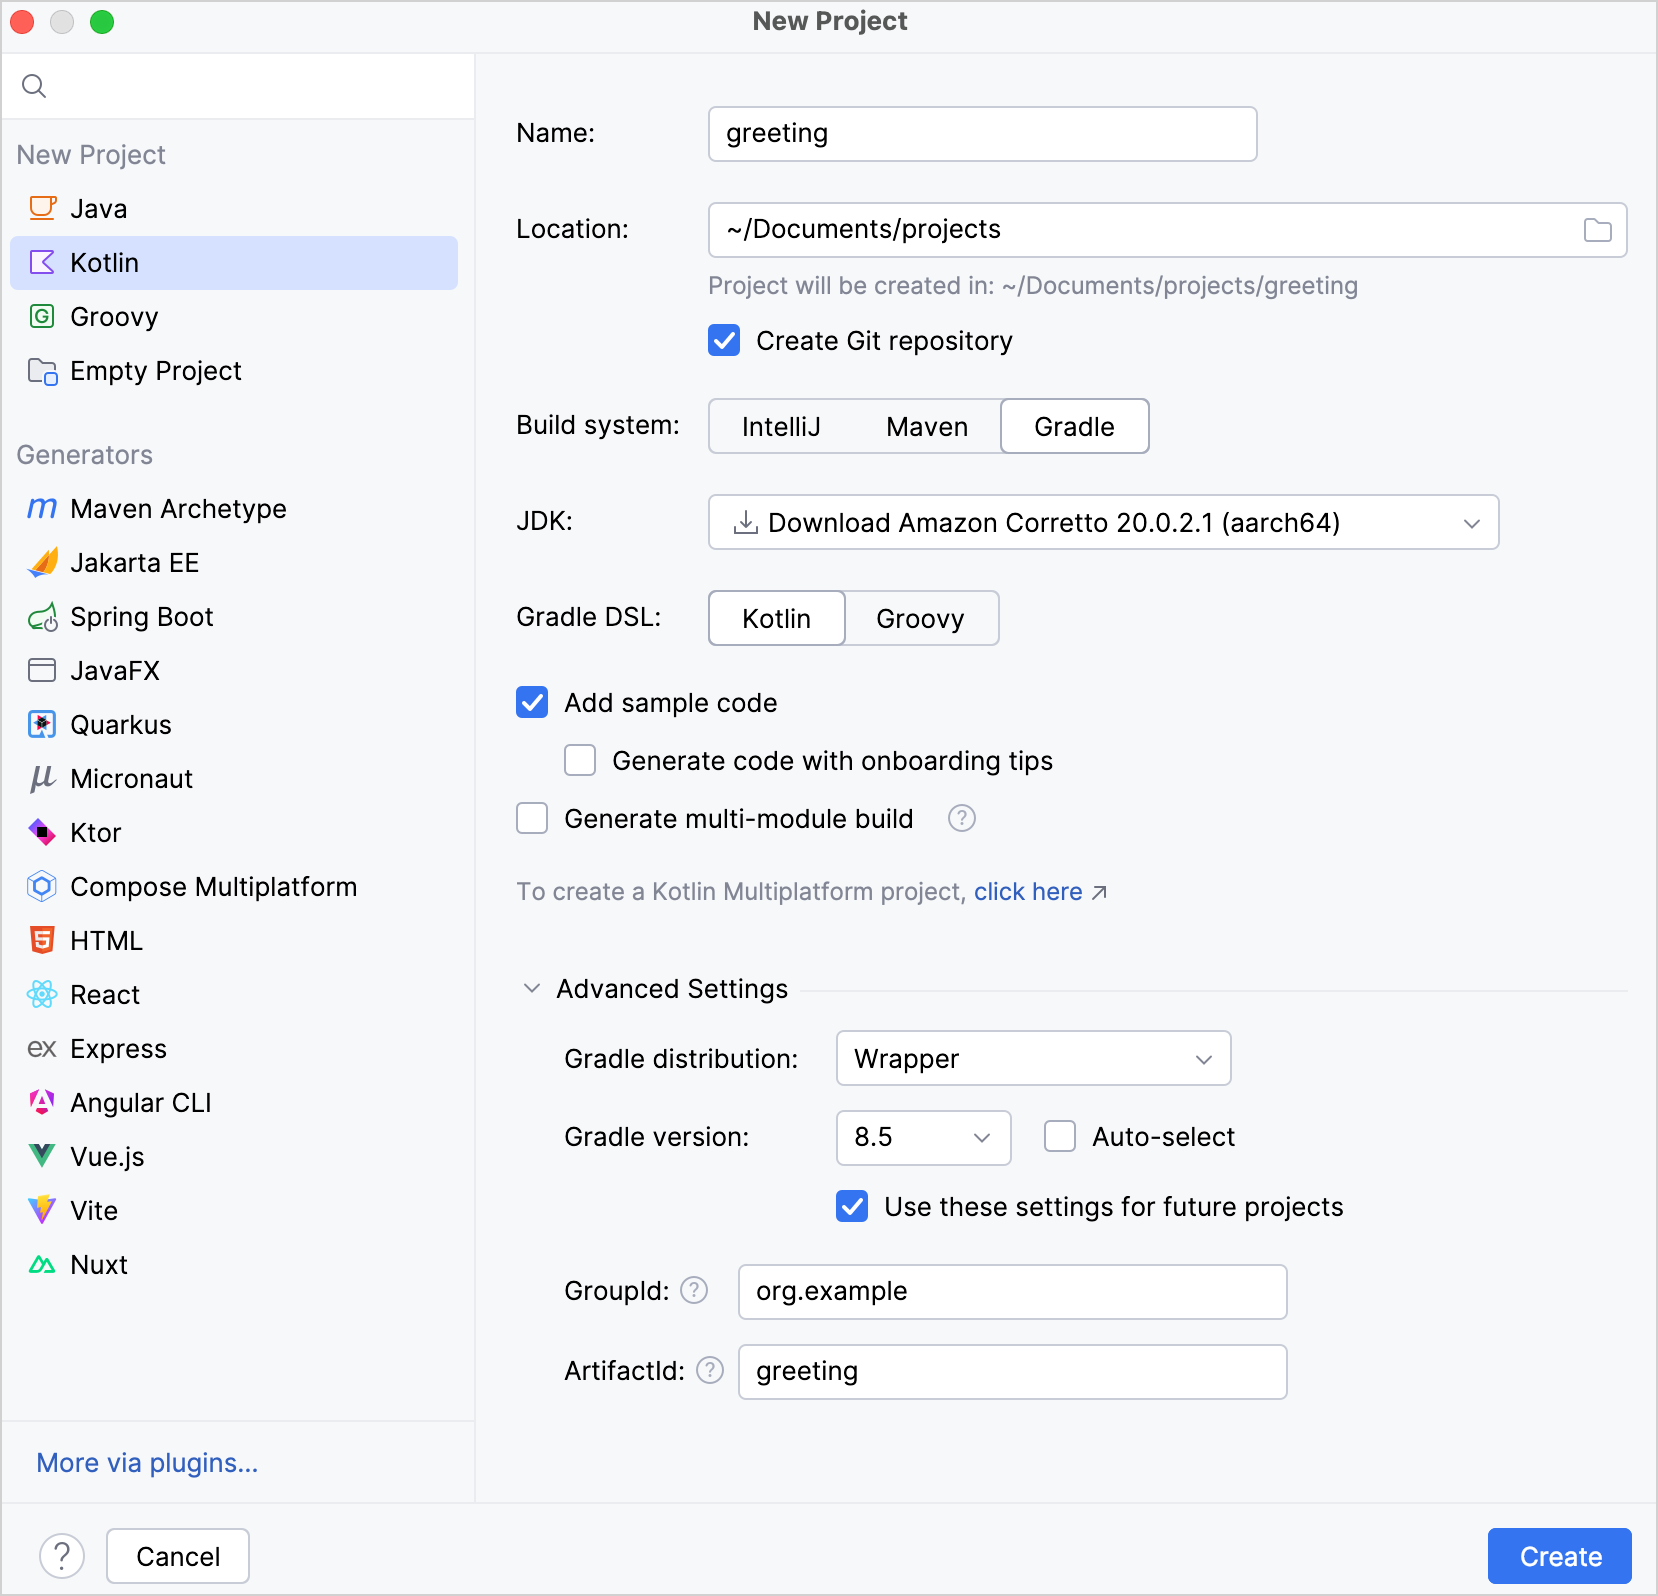 New Project
New Project
Java
Kotlin
Groovy
Empty Project
Generators
Maven Archetype
Jakarta EE
Spring Boot
JavaFX
Quarkus
Micronaut
Ktor
Compose Multiplatform
HTML
React
Express
Angular CLI
Vue.js
Vite
Nuxt
More via plugins...
Name: greeting
Location: ~/Documents/projects
Project will be created in: ~/Documents/projects/greeting
Create Git repository
Build system: IntelliJ Maven Gradle
JDK: Download Amazon Corretto 20.0.2.1 (aarch64)
Gradle DSL: Kotlin Groovy
Add sample code
Generate code with onboarding tips
Generate multi-module build ?
To create a Kotlin Multiplatform project, click here ↗
Advanced Settings
Gradle distribution: Wrapper
Gradle version: 8.5 Auto-select
Use these settings for future projects
GroupId: ? org.example
ArtifactId: ? greeting
? Cancel Create